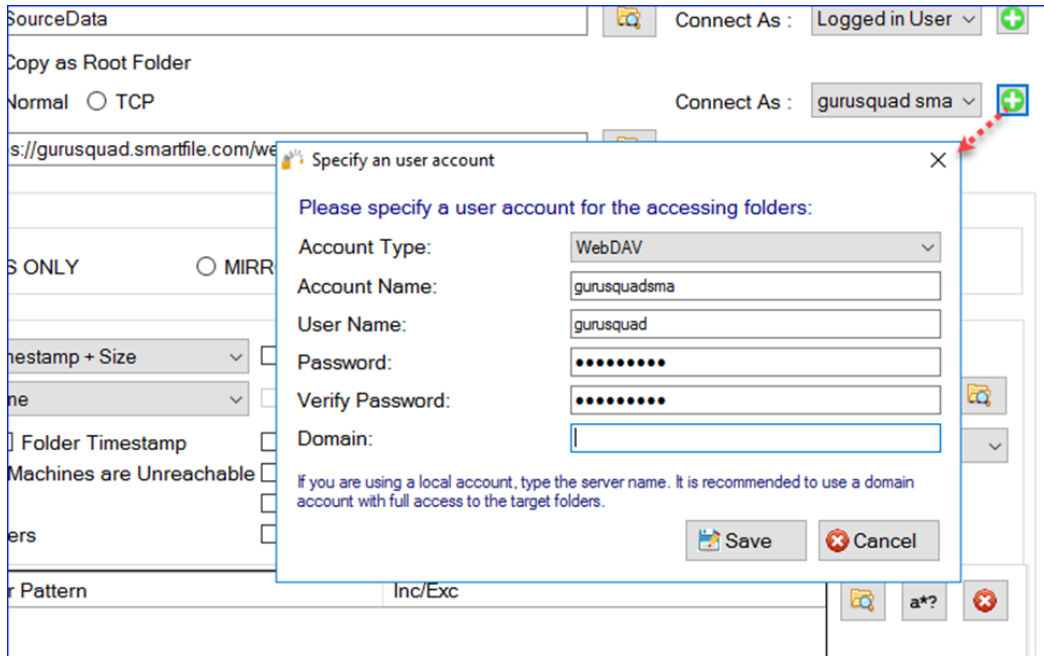 SourceData
Connect As :
Logged in User
Copy as Root Folder
Normal
TCP
Connect As :
gurusquad sma
s://gurusquad.smartfile.com/we
Specify an user account
Please specify a user account for the accessing folders:
Account Type:
WebDAV
S ONLY
MIRR
Account Name:
gurusquadsma
User Name:
gurusquad
nestamp + Size
Password:
•••••••••
ne
Verify Password:
•••••••••
Folder Timestamp
Domain:
Machines are Unreachable
If you are using a local account, type the server name. It is recommended to use a domain
account with full access to the target folders.
ers
Save
Cancel
r Pattern
Inc/Exc
a*?